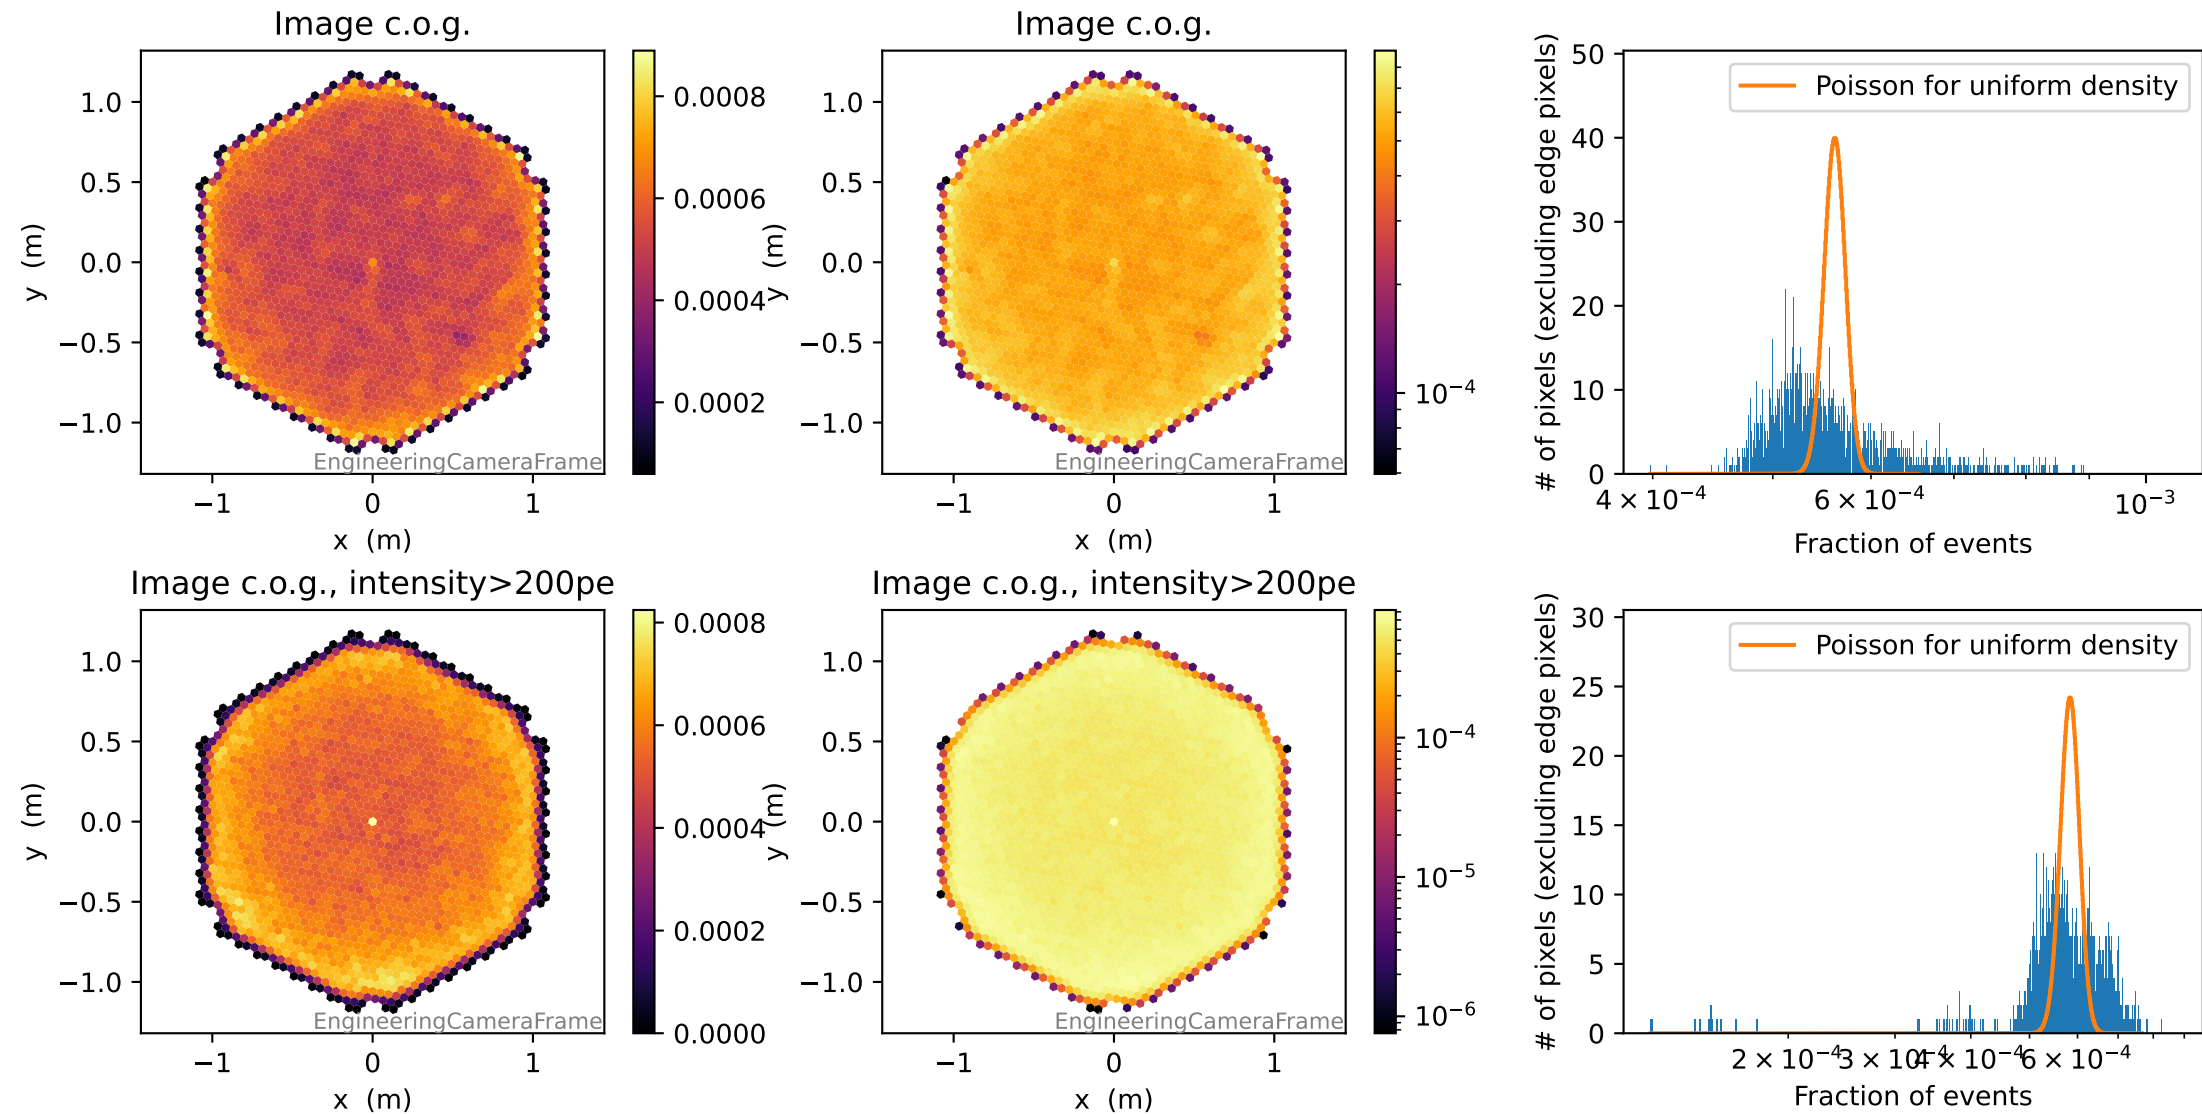 Image c.o.g.
1.0
0.5
0.0
−0.5
−1.0
y (m)
−1
0
1
x (m)
EngineeringCameraFrame
0.0008
0.0006
0.0004
0.0002
Image c.o.g.
1.0
0.5
0.0
−0.5
−1.0
y (m)
−1
0
1
x (m)
EngineeringCameraFrame
10⁻⁴
Poisson for uniform density
50
40
30
20
10
0
# of pixels (excluding edge pixels)
4 × 10⁻⁴
6 × 10⁻⁴
10⁻³
Fraction of events
Image c.o.g., intensity>200pe
1.0
0.5
0.0
−0.5
−1.0
y (m)
−1
0
1
x (m)
EngineeringCameraFrame
0.0008
0.0006
0.0004
0.0002
0.0000
Image c.o.g., intensity>200pe
1.0
0.5
0.0
−0.5
−1.0
y (m)
−1
0
1
x (m)
EngineeringCameraFrame
10⁻⁴
10⁻⁵
10⁻⁶
Poisson for uniform density
30
25
20
15
10
5
0
# of pixels (excluding edge pixels)
2 × 10⁻⁴
3 × 10⁻⁴
4 × 10⁻⁴
6 × 10⁻⁴
Fraction of events